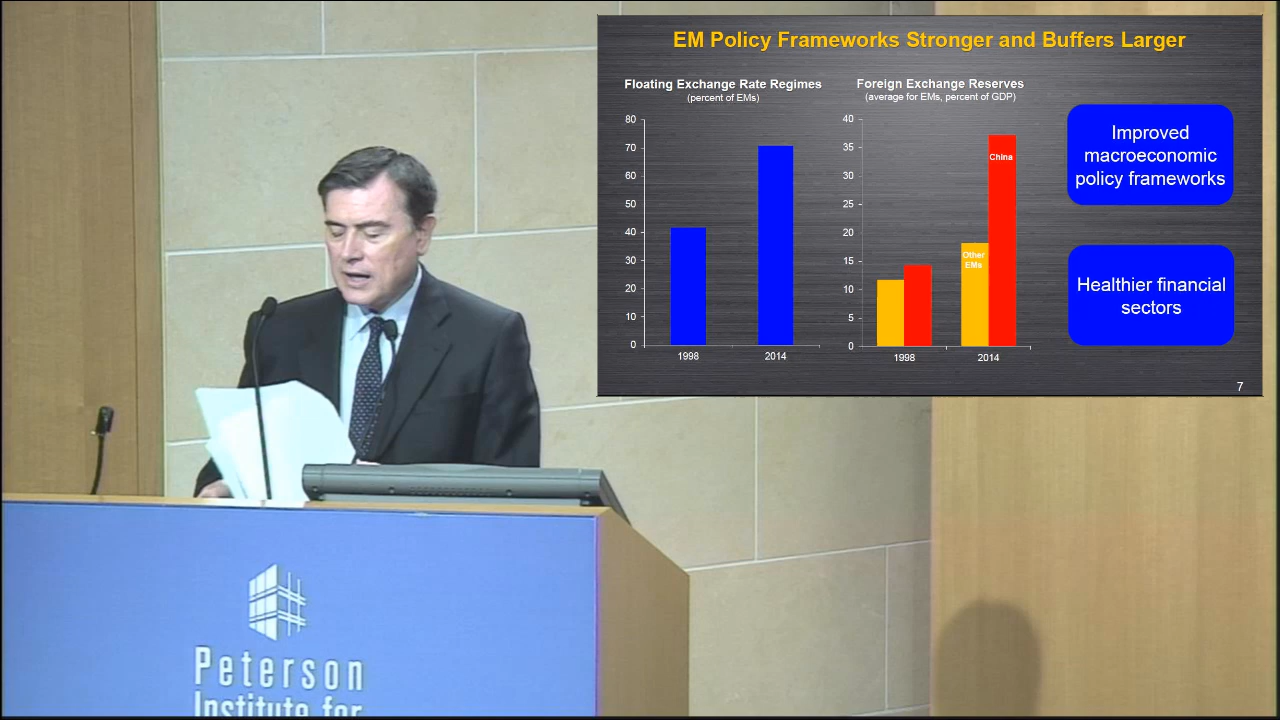 EM Policy Frameworks Stronger and Buffers Larger
Floating Exchange Rate Regimes
(percent of EMs)
80
70
60
50
40
30
20
10
0
1998
2014
Foreign Exchange Reserves
(average for EMs, percent of GDP)
40
35
30
25
20
15
10
5
0
China
Other
EMs
1998
2014
Improved
macroeconomic
policy frameworks
Healthier financial
sectors
7
Peterson
Institute for